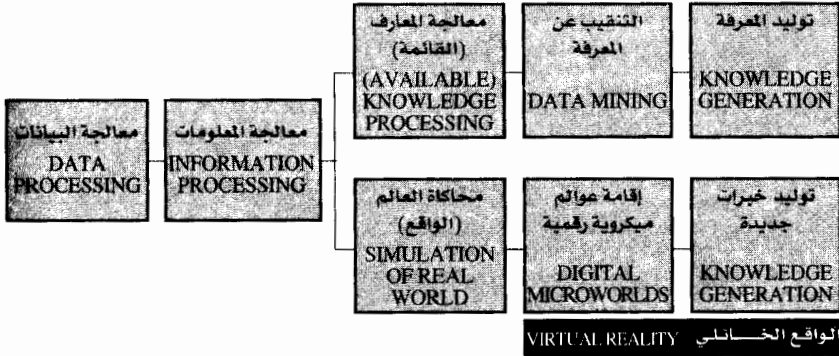 معالجة البيانات
DATA
PROCESSING
معالجة المعلومات
INFORMATION
PROCESSING
معالجة المعارف
(القائمة)
(AVAILABLE)
KNOWLEDGE
PROCESSING
التنقيب عن
المعرفة
DATA MINING
توليد المعرفة
KNOWLEDGE
GENERATION
محاكاة العالم
(الواقع)
SIMULATION
OF REAL
WORLD
إقامة عوالم
ميكروية رقمية
DIGITAL
MICROWORLDS
توليد خبرات
جديدة
KNOWLEDGE
GENERATION
VIRTUAL REALITY الواقع الخائلي